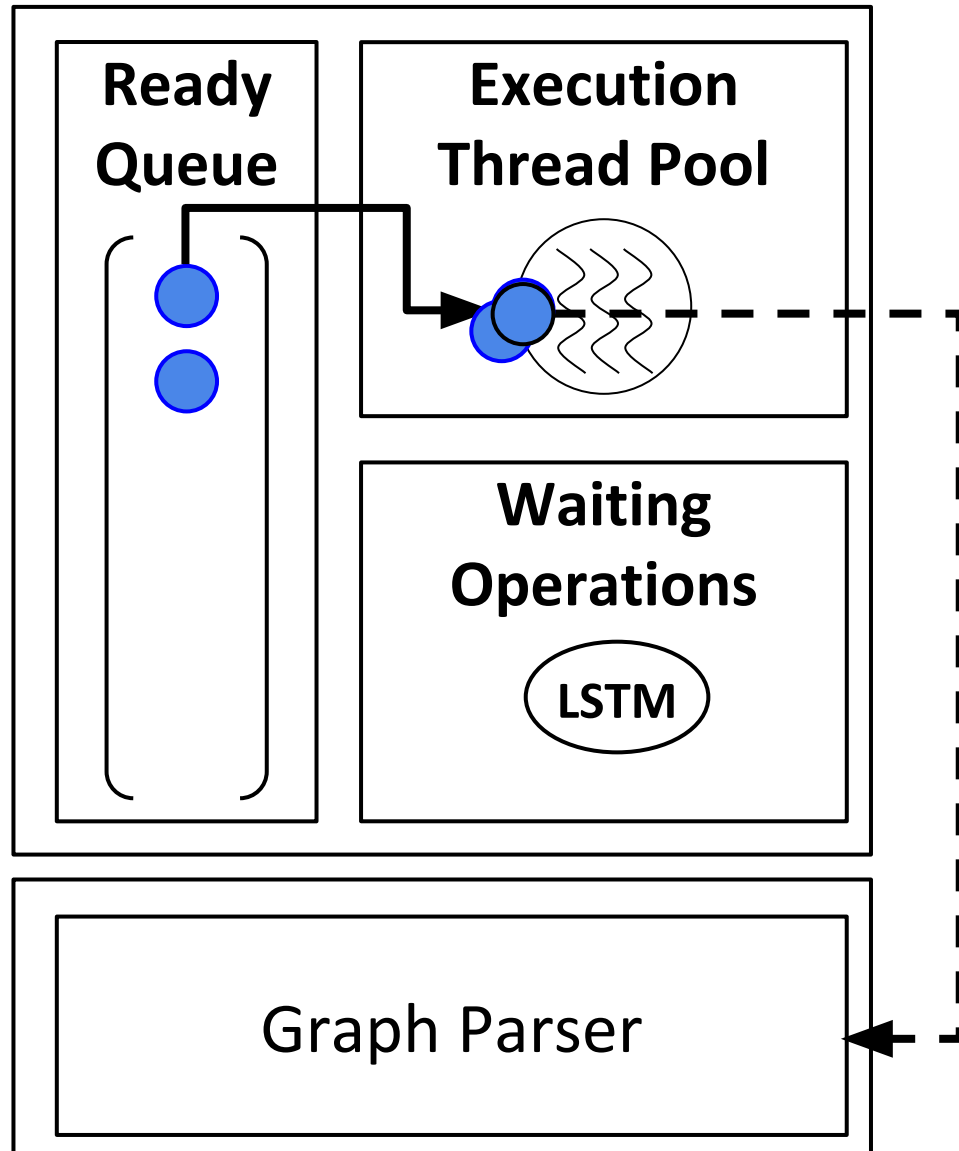 Ready
Queue
Execution
Thread Pool
Waiting
Operations
LSTM
Graph Parser